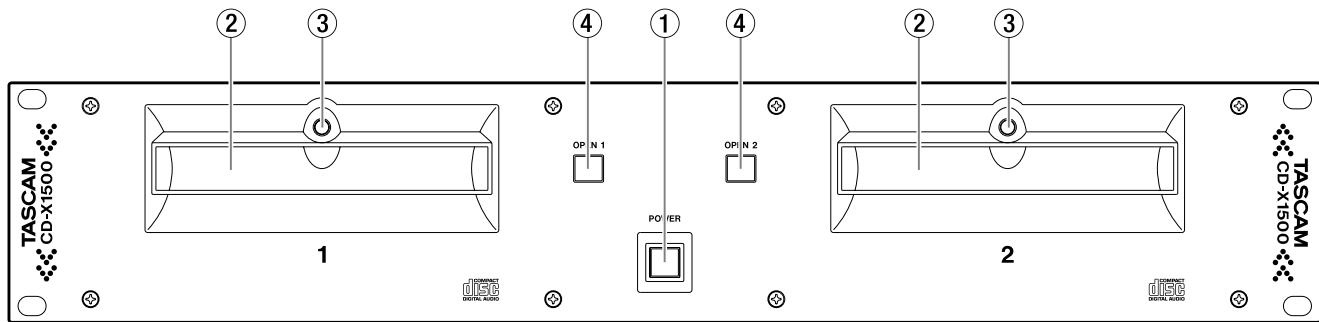 ② ③ ④ ① ④ ② ③
OPEN 1
OPEN 2
TASCAM
CD-X1500
POWER
TASCAM
CD-X1500
1
2
COMPACT
disc
DIGITAL AUDIO
COMPACT
disc
DIGITAL AUDIO